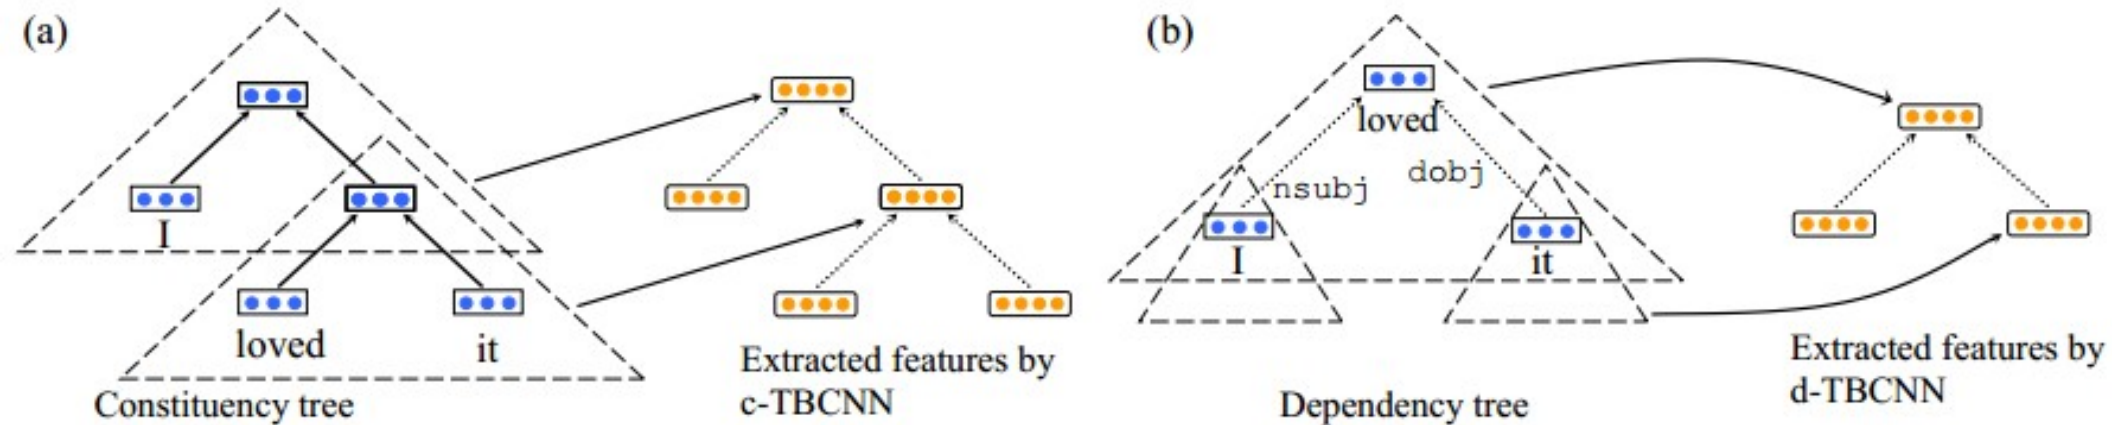 (a)
I
loved
it
Constituency tree
Extracted features by
c-TBCNN
(b)
loved
nsubj
dobj
I
it
Dependency tree
Extracted features by
d-TBCNN